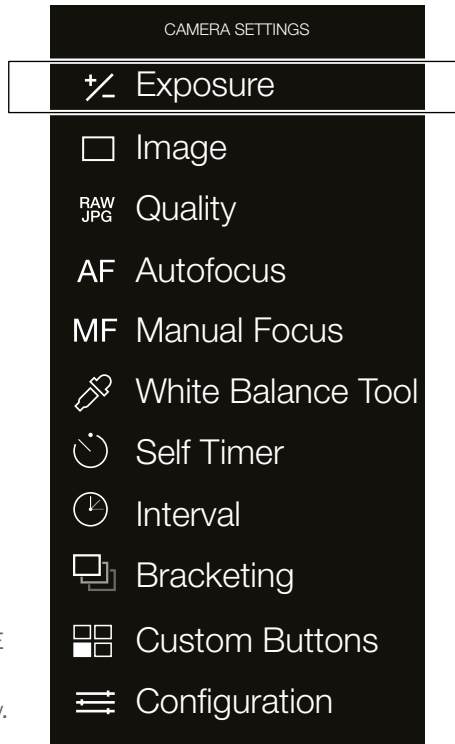 CAMERA SETTINGS
+/– Exposure
Image
RAW JPG Quality
AF Autofocus
MF Manual Focus
White Balance Tool
Self Timer
Interval
Bracketing
Custom Buttons
E
Configuration
.